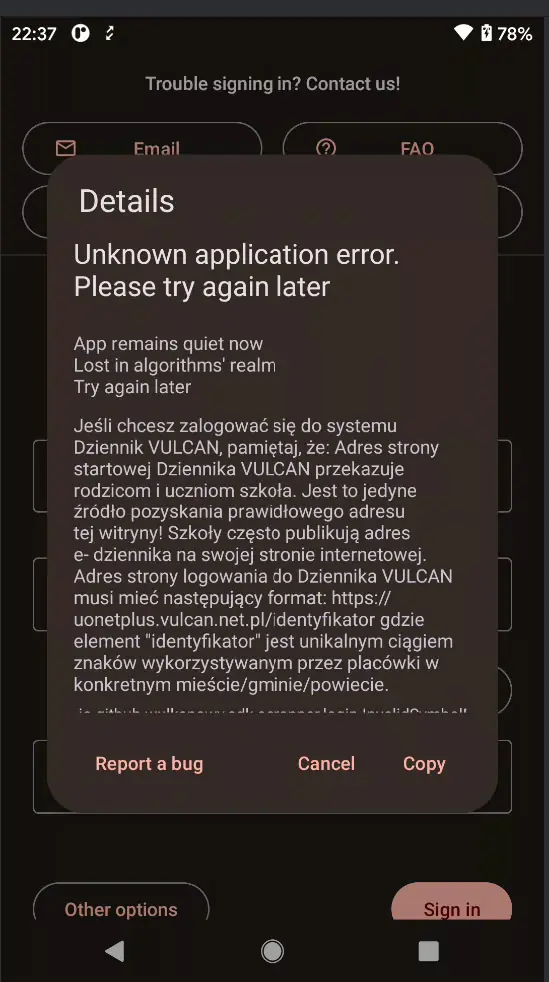 22:37
78%
Trouble signing in? Contact us!
Email
FAQ
Details
Unknown application error.
Please try again later
App remains quiet now
Lost in algorithms' realm
Try again later
Jeśli chcesz zalogować się do systemu
Dziennik VULCAN, pamiętaj, że: Adres strony
startowej Dziennika VULCAN przekazuje
rodzicom i uczniom szkoła. Jest to jedyne
źródło pozyskania prawidłowego adresu
tej witryny! Szkoły często publikują adres
e- dziennika na swojej stronie internetowej.
Adres strony logowania do Dziennika VULCAN
musi mieć następujący format: https://
uonetplus.vulcan.net.pl/identyfikator gdzie
element "identyfikator" jest unikalnym ciągiem
znaków wykorzystywanym przez placówki w
konkretnym mieście/gminie/powiecie.
Report a bug
Cancel
Copy
Other options
Sign in